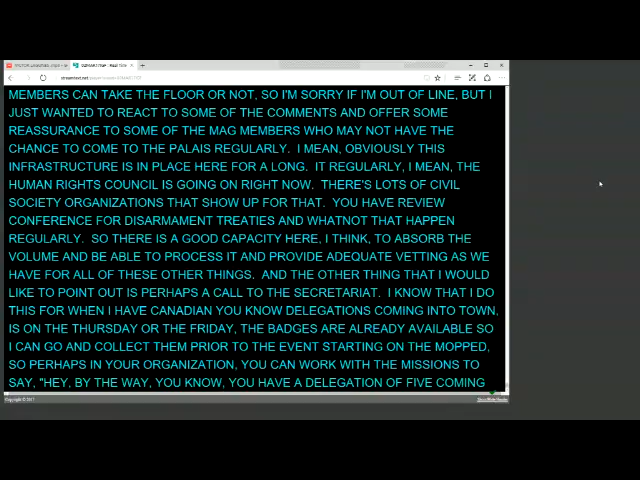 MEMBERS CAN TAKE THE FLOOR OR NOT, SO I'M SORRY IF I'M OUT OF LINE, BUT I
JUST WANTED TO REACT TO SOME OF THE COMMENTS AND OFFER SOME
REASSURANCE TO SOME OF THE MAG MEMBERS WHO MAY NOT HAVE THE
CHANCE TO COME TO THE PALAIS REGULARLY.  I MEAN, OBVIOUSLY THIS
INFRASTRUCTURE IS IN PLACE HERE FOR A LONG.  IT REGULARLY, I MEAN, THE
HUMAN RIGHTS COUNCIL IS GOING ON RIGHT NOW.  THERE'S LOTS OF CIVIL
SOCIETY ORGANIZATIONS THAT SHOW UP FOR THAT.  YOU HAVE REVIEW
CONFERENCE FOR DISARMAMENT TREATIES AND WHATNOT THAT HAPPEN
REGULARLY.  SO THERE IS A GOOD CAPACITY HERE, I THINK, TO ABSORB THE
VOLUME AND BE ABLE TO PROCESS IT AND PROVIDE ADEQUATE VETTING AS WE
HAVE FOR ALL OF THESE OTHER THINGS.  AND THE OTHER THING THAT I WOULD
LIKE TO POINT OUT IS PERHAPS A CALL TO THE SECRETARIAT.  I KNOW THAT I DO
THIS FOR WHEN I HAVE CANADIAN YOU KNOW DELEGATIONS COMING INTO TOWN,
IS ON THE THURSDAY OR THE FRIDAY, THE BADGES ARE ALREADY AVAILABLE SO
I CAN GO AND COLLECT THEM PRIOR TO THE EVENT STARTING ON THE MOPPED,
SO PERHAPS IN YOUR ORGANIZATION, YOU CAN WORK WITH THE MISSIONS TO
SAY, "HEY, BY THE WAY, YOU KNOW, YOU HAVE A DELEGATION OF FIVE COMING